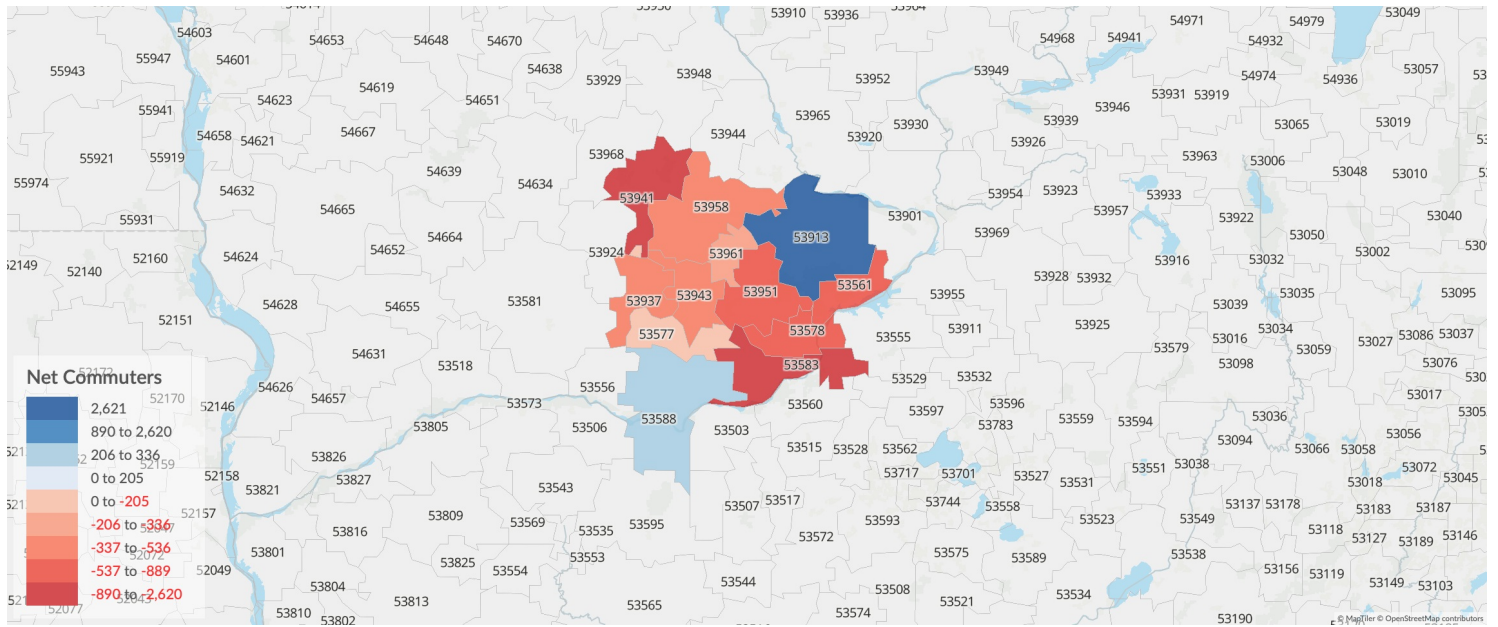 53910 53936
54971 54979 53049
54603
54653 54648 54670 54968 54941 54932
55947 54601
55943 54638 53929 53948 53952 53949 54974 54936 53057
54619
54623 54651 53931 53919
55941 53946
53965 53939 53065 53019
54658 54621 54667 53944 53920 53930 53926
55921 55919 53968 53963 53006
54639 53048 53010
55974 54632 54634 53941 53954 53923 53933
54665 53958 53901 53957 53922 53040
55931
54664 53913 53969 53050
54652 53924 53961 53002
52160 54624 53916 53032
52140 53561 53928 53932
53943 53951 53955 53035 53095
54628 54655 53581 53937 53039
52151 53925
53577 53578 53555 53911 53016 53034 53086 53037
54631 53579 53059 53027
53518 53583 53098 53076
Net Commuters
54626 53556 53529 53532
52170 52146 54657 53573 53560 53597 53596 53017
2,621
53805 53506 53588 53503 53783 53559 53594 53036
890 to 2,620
53515 53528 53562 53094 53066 53058 53056
206 to 336
52159 53826 53717 53701 53527 53551 53038 53072
0 to 205
52158 53821 53827 53543 53531 53018 53045
0 to -205
52157 53809 53569 53507 53517 53744 53558 53137 53178 53183 53187
-206 to -336
53816 53535 53595 53593 53523 53549 53118
-337 to -536
52072 53801 53553 53572 53575 53589 53538 53127 53189 53146
-537 to -889
52049 53825 53554 53544 53508 53534 53156 53119 53149 53103
-890 to -2,620
53804 53813 53565 53574 53521 53190
52077 53810 53802
© MapTiler © OpenStreetMap contributors